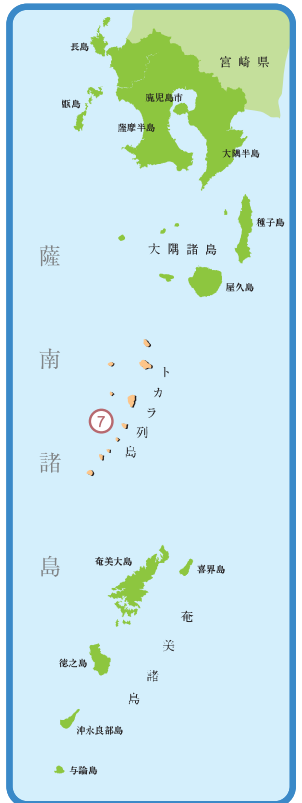 長島
宮崎県
甑島
鹿児島市
薩摩半島
大隅半島
種子島
大隅諸島
屋久島
薩南諸島
トカラ列島
7
奄美大島
喜界島
奄美諸島
徳之島
沖永良部島
与論島